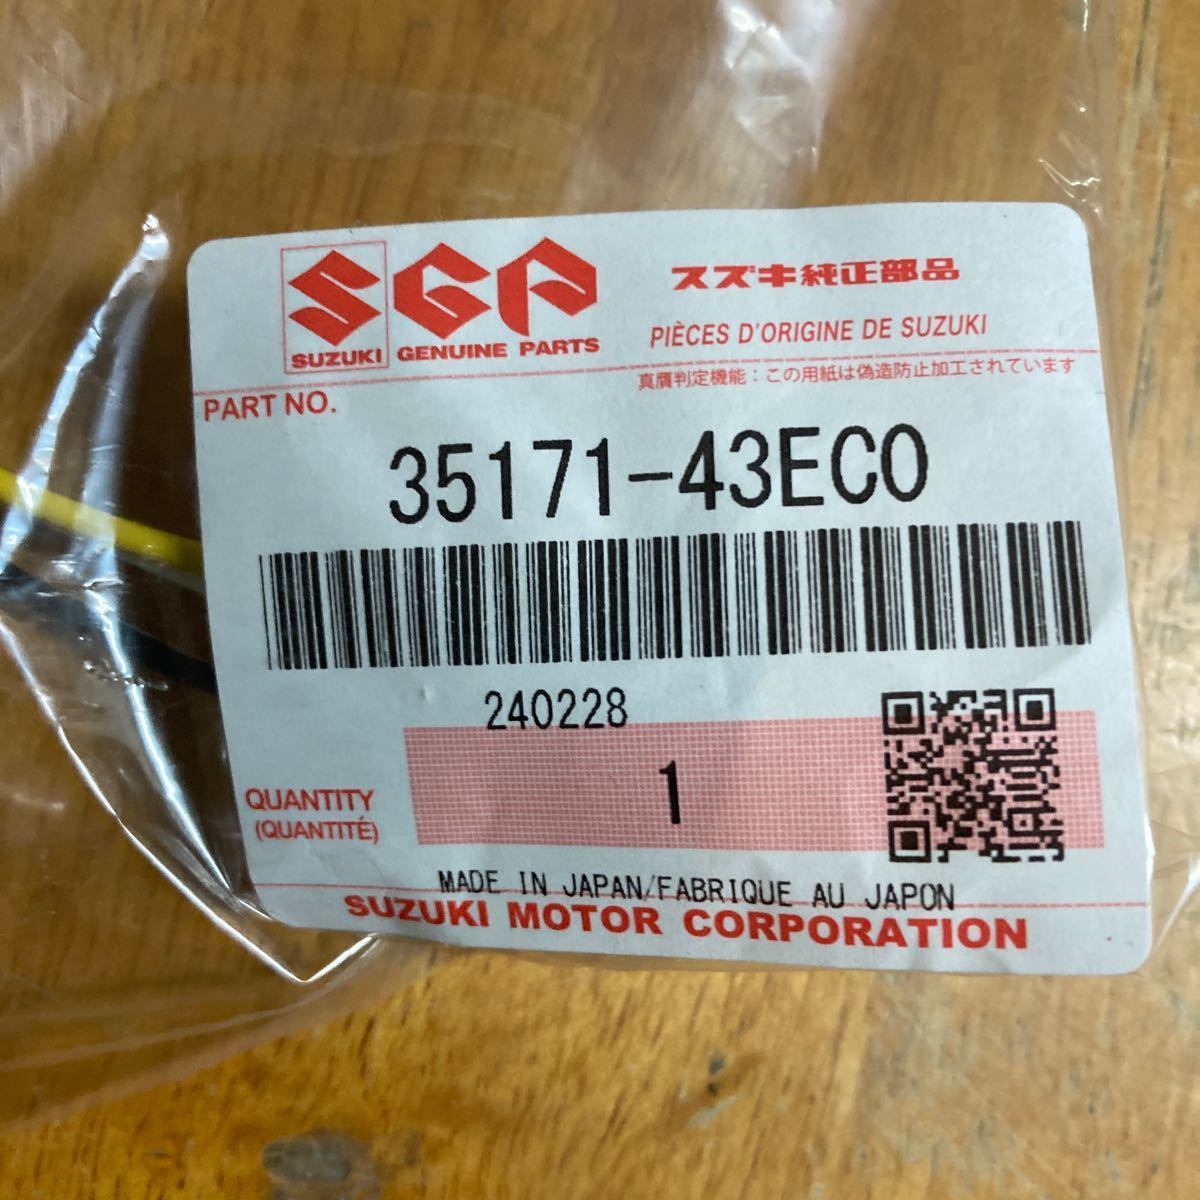 SGP
SUZUKI GENUINE PARTS
スズキ純正部品
PIÈCES D'ORIGINE DE SUZUKI
真贋判定機能：この用紙は偽造防止加工されています
PART NO.
35171-43EC0
240228
1
QUANTITY
(QUANTITÉ)
MADE IN JAPAN/FABRIQUE AU JAPON
SUZUKI MOTOR CORPORATION